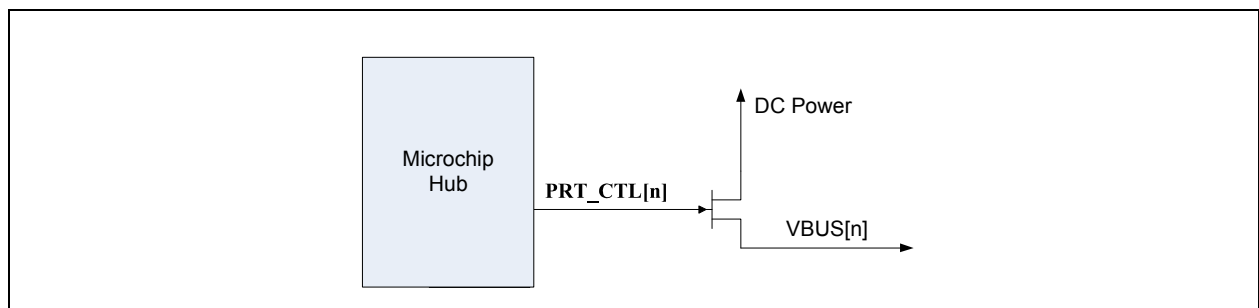 DC Power
Microchip
Hub
PRT_CTL[n]
VBUS[n]